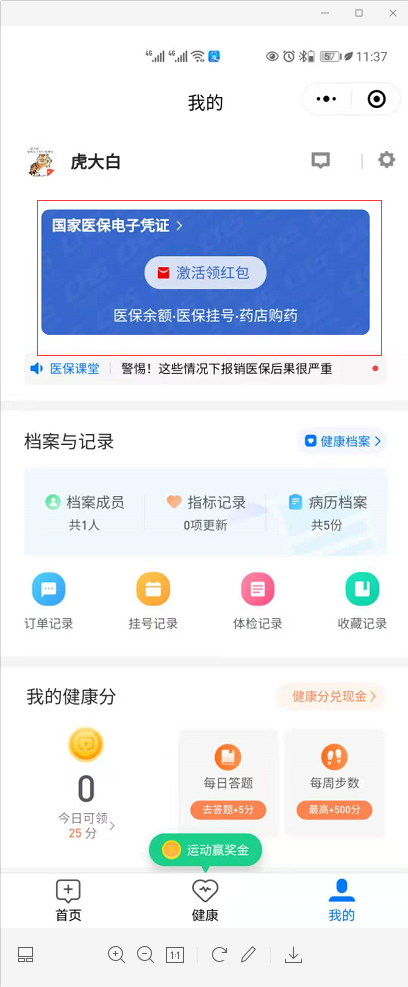 46 46 57 11:37
我的
虎大白
国家医保电子凭证
激活领红包
医保余额·医保挂号·药店购药
医保课堂 警惕！这些情况下报销医保后果很严重
档案与记录 健康档案
档案成员 指标记录 病历档案
共1人 0项更新 共5份
订单记录 挂号记录 体检记录 收藏记录
我的健康分 健康分兑现金
0
今日可领
25 分
每日答题 每周步数
去答题+5分 最高+500分
运动赢奖金
首页 健康 我的
1:1